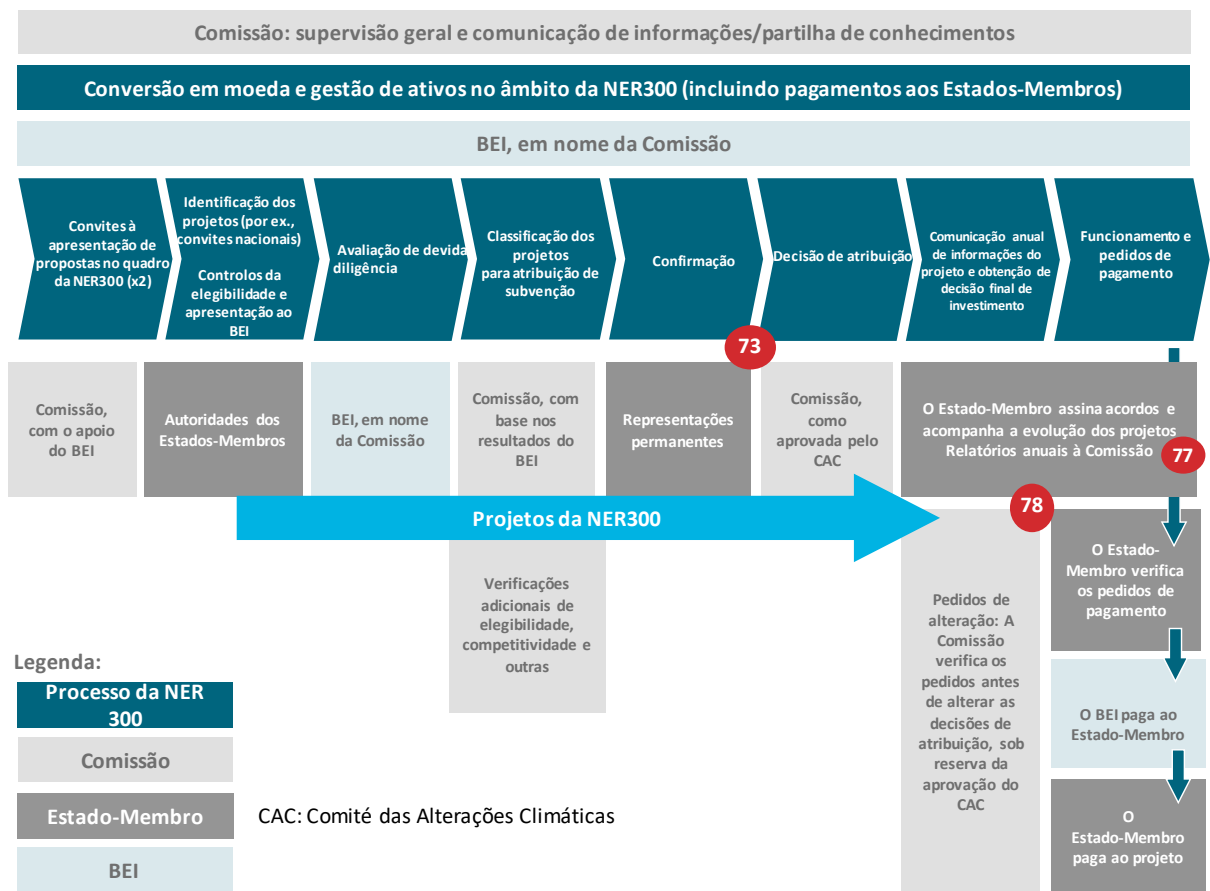 Comissão: supervisão geral e comunicação de informações/partilha de conhecimentos
Conversão em moeda e gestão de ativos no âmbito da NER300 (incluindo pagamentos aos Estados-Membros)
BEI, em nome da Comissão
Convites à
apresentação de
propostas no quadro
da NER300 (x2)
Identificação dos
projetos (por ex.,
convites nacionais)
Controlos da
elegibilidade e
apresentação ao
BEI
Avaliação de devida
diligência
Classificação dos
projetos
para atribuição de
subvenção
Confirmação
Decisão de atribuição
Comunicação anual
de informações do
projeto e obtenção de
decisão final de
investimento
Funcionamento e
pedidos de
pagamento
73
Comissão,
com o apoio
do BEI
Autoridades dos
Estados-Membros
BEI, em nome
da Comissão
Comissão, com
base nos
resultados do
BEI
Representações
permanentes
Comissão,
como
aprovada pelo
CAC
O Estado-Membro assina acordos e
acompanha a evolução dos projetos
Relatórios anuais à Comissão
77
78
Projetos da NER300
Verificações
adicionais de
elegibilidade,
competitividade e
outras
Pedidos de
alteração: A
Comissão
verifica os
pedidos antes
de alterar as
decisões de
atribuição, sob
reserva da
aprovação do
CAC
O Estado-
Membro verifica
os pedidos de
pagamento
O BEI paga ao
Estado-Membro
O
Estado-Membro
paga ao projeto
Legenda:
Processo da NER
300
Comissão
Estado-Membro
BEI
CAC: Comité das Alterações Climáticas